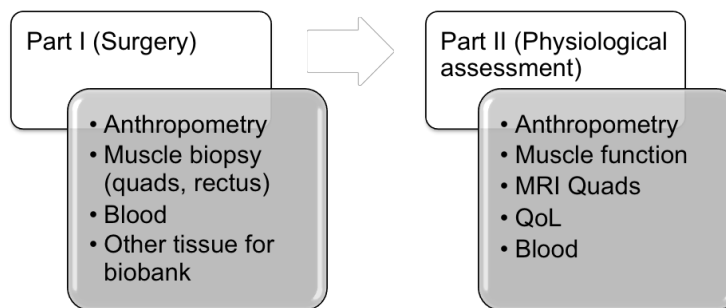 Part I (Surgery)
• Anthropometry
• Muscle biopsy
(quads, rectus)
• Blood
• Other tissue for
biobank
Part II (Physiological
assessment)
• Anthropometry
• Muscle function
• MRI Quads
• QoL
• Blood